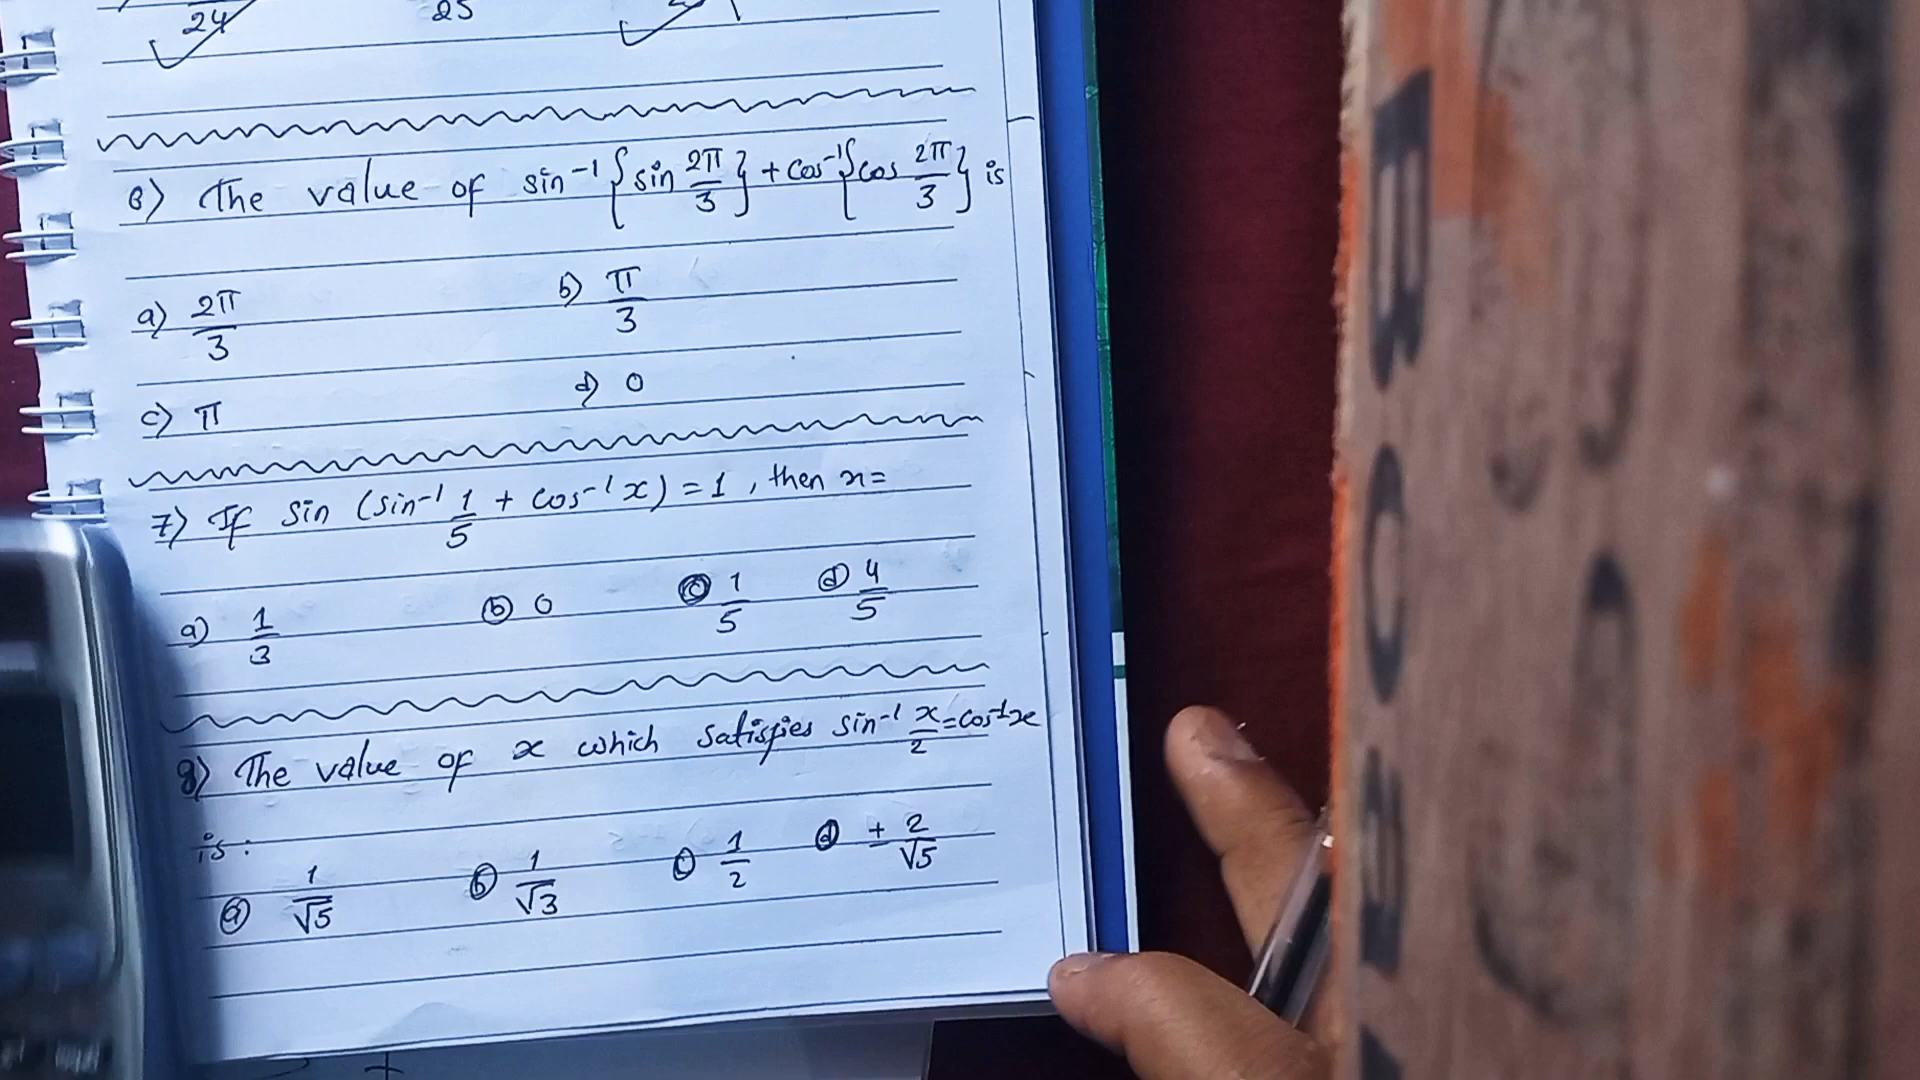 24 25
6) The value of sin⁻¹{sin 2π/3} + cos⁻¹{cos 2π/3} is
a) 2π/3 b) π/3
c) π d) 0
7) If sin (sin⁻¹ 1/5 + cos⁻¹x) = 1, then x =
a) 1/3 b) 0 c) 1/5 d) 4/5
8) The value of x which satisfies sin⁻¹ x/2 = cos⁻¹x
is:
a) 1/√5 b) 1/√3 c) 1/2 d) ± 2/√5